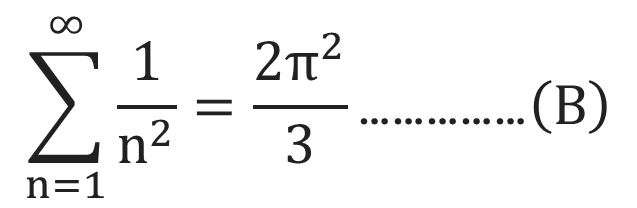 ∞
∑ 1/n² = 2π²/3 ...............(B)
n=1